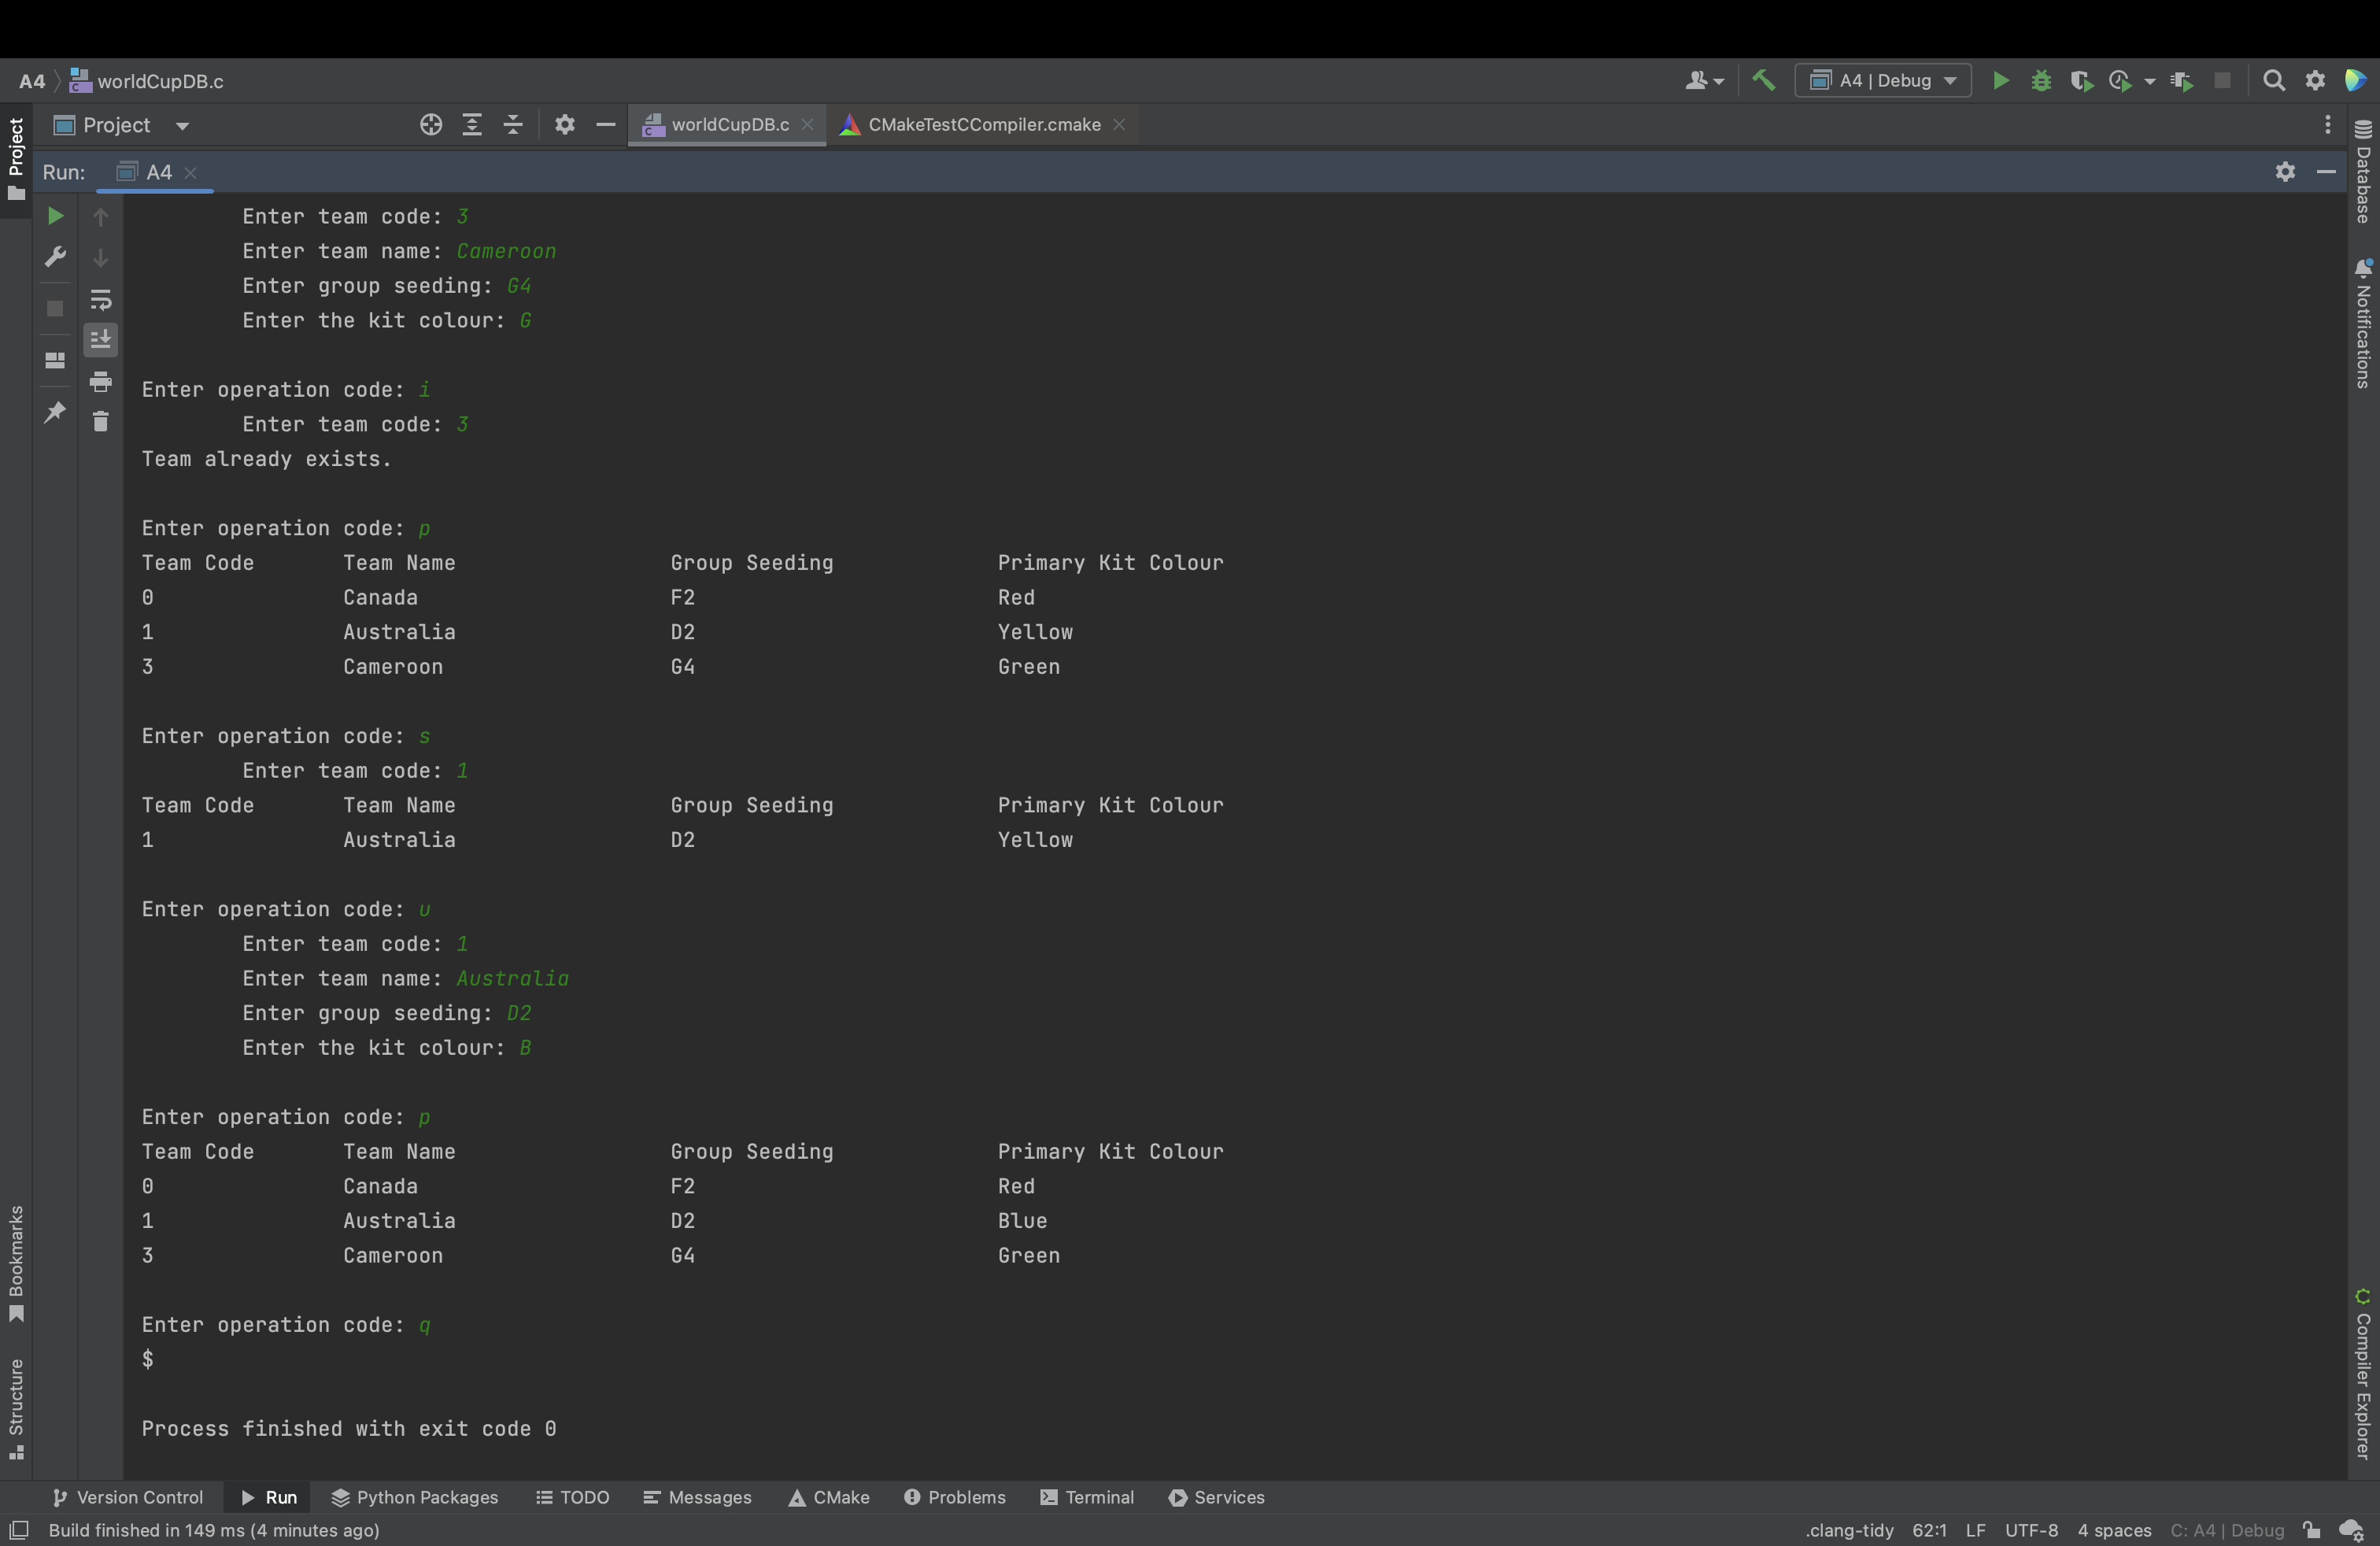 A4 worldCupDB.c A4 | Debug
Project worldCupDB.c CMakeTestCCompiler.cmake
Run: A4
Enter team code: 3
Enter team name: Cameroon
Enter group seeding: G4
Enter the kit colour: G
Enter operation code: i
Enter team code: 3
Team already exists.
Enter operation code: p
Team Code Team Name Group Seeding Primary Kit Colour
0 Canada F2 Red
1 Australia D2 Yellow
3 Cameroon G4 Green
Enter operation code: s
Enter team code: 1
Team Code Team Name Group Seeding Primary Kit Colour
1 Australia D2 Yellow
Enter operation code: u
Enter team code: 1
Enter team name: Australia
Enter group seeding: D2
Enter the kit colour: B
Enter operation code: p
Team Code Team Name Group Seeding Primary Kit Colour
0 Canada F2 Red
1 Australia D2 Blue
3 Cameroon G4 Green
Enter operation code: q
$
Process finished with exit code 0
Project
Bookmarks
Structure
Database
Notifications
Compiler Explorer
Version Control Run Python Packages TODO Messages CMake Problems Terminal Services
Build finished in 149 ms (4 minutes ago) .clang-tidy 62:1 LF UTF-8 4 spaces C: A4 | Debug